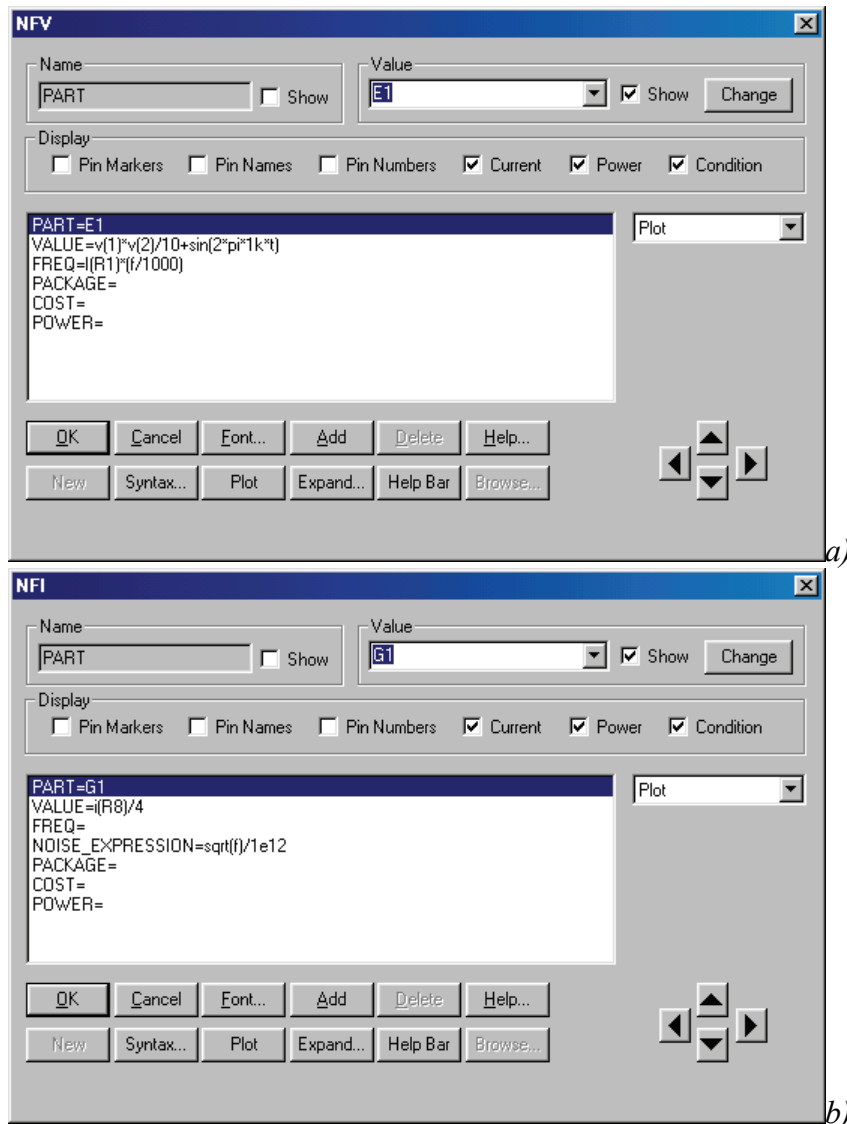 NFV
Name
Value
PART Show E1 Show Change
Display
Pin Markers Pin Names Pin Numbers Current Power Condition
PART=E1 Plot
VALUE=v(1)*v(2)/10+sin(2*pi*1k*t)
FREQ=I(R1)*(f/1000)
PACKAGE=
COST=
POWER=
OK Cancel Font... Add Delete Help...
New Syntax... Plot Expand... Help Bar Browse...
a)
NFI
Name
Value
PART Show G1 Show Change
Display
Pin Markers Pin Names Pin Numbers Current Power Condition
PART=G1 Plot
VALUE=i(R8)/4
FREQ=
NOISE_EXPRESSION=sqrt(f)/1e12
PACKAGE=
COST=
POWER=
OK Cancel Font... Add Delete Help...
New Syntax... Plot Expand... Help Bar Browse...
b)